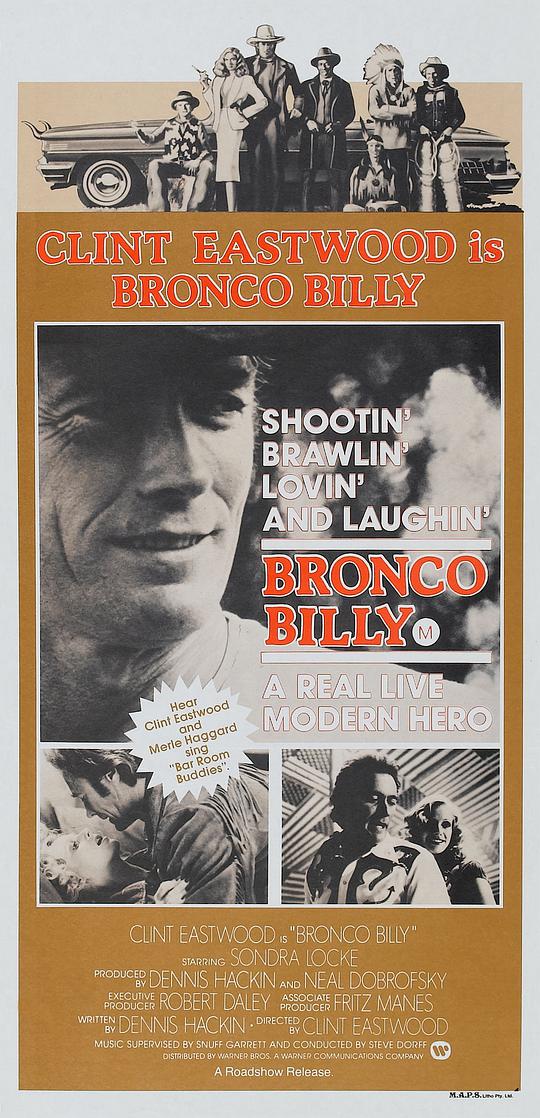 CLINT EASTWOOD is
BRONCO BILLY
SHOOTIN'
BRAWLIN'
LOVIN'
AND LAUGHIN'
BRONCO
BILLY M
A REAL LIVE
MODERN HERO
Hear
Clint Eastwood
and
Merle Haggard
sing
"Bar Room
Buddies".
CLINT EASTWOOD IS "BRONCO BILLY"
STARRING SONDRA LOCKE
PRODUCED BY DENNIS HACKIN AND NEAL DOBROFSKY
EXECUTIVE PRODUCER ROBERT DALEY ASSOCIATE PRODUCER FRITZ MANES
WRITTEN BY DENNIS HACKIN · DIRECTED BY CLINT EASTWOOD
MUSIC SUPERVISED BY SNUFF GARRETT AND CONDUCTED BY STEVE DORFF
DISTRIBUTED BY WARNER BROS. A WARNER COMMUNICATIONS COMPANY
A Roadshow Release.
M.A.P.S. Litho Pty. Ltd.